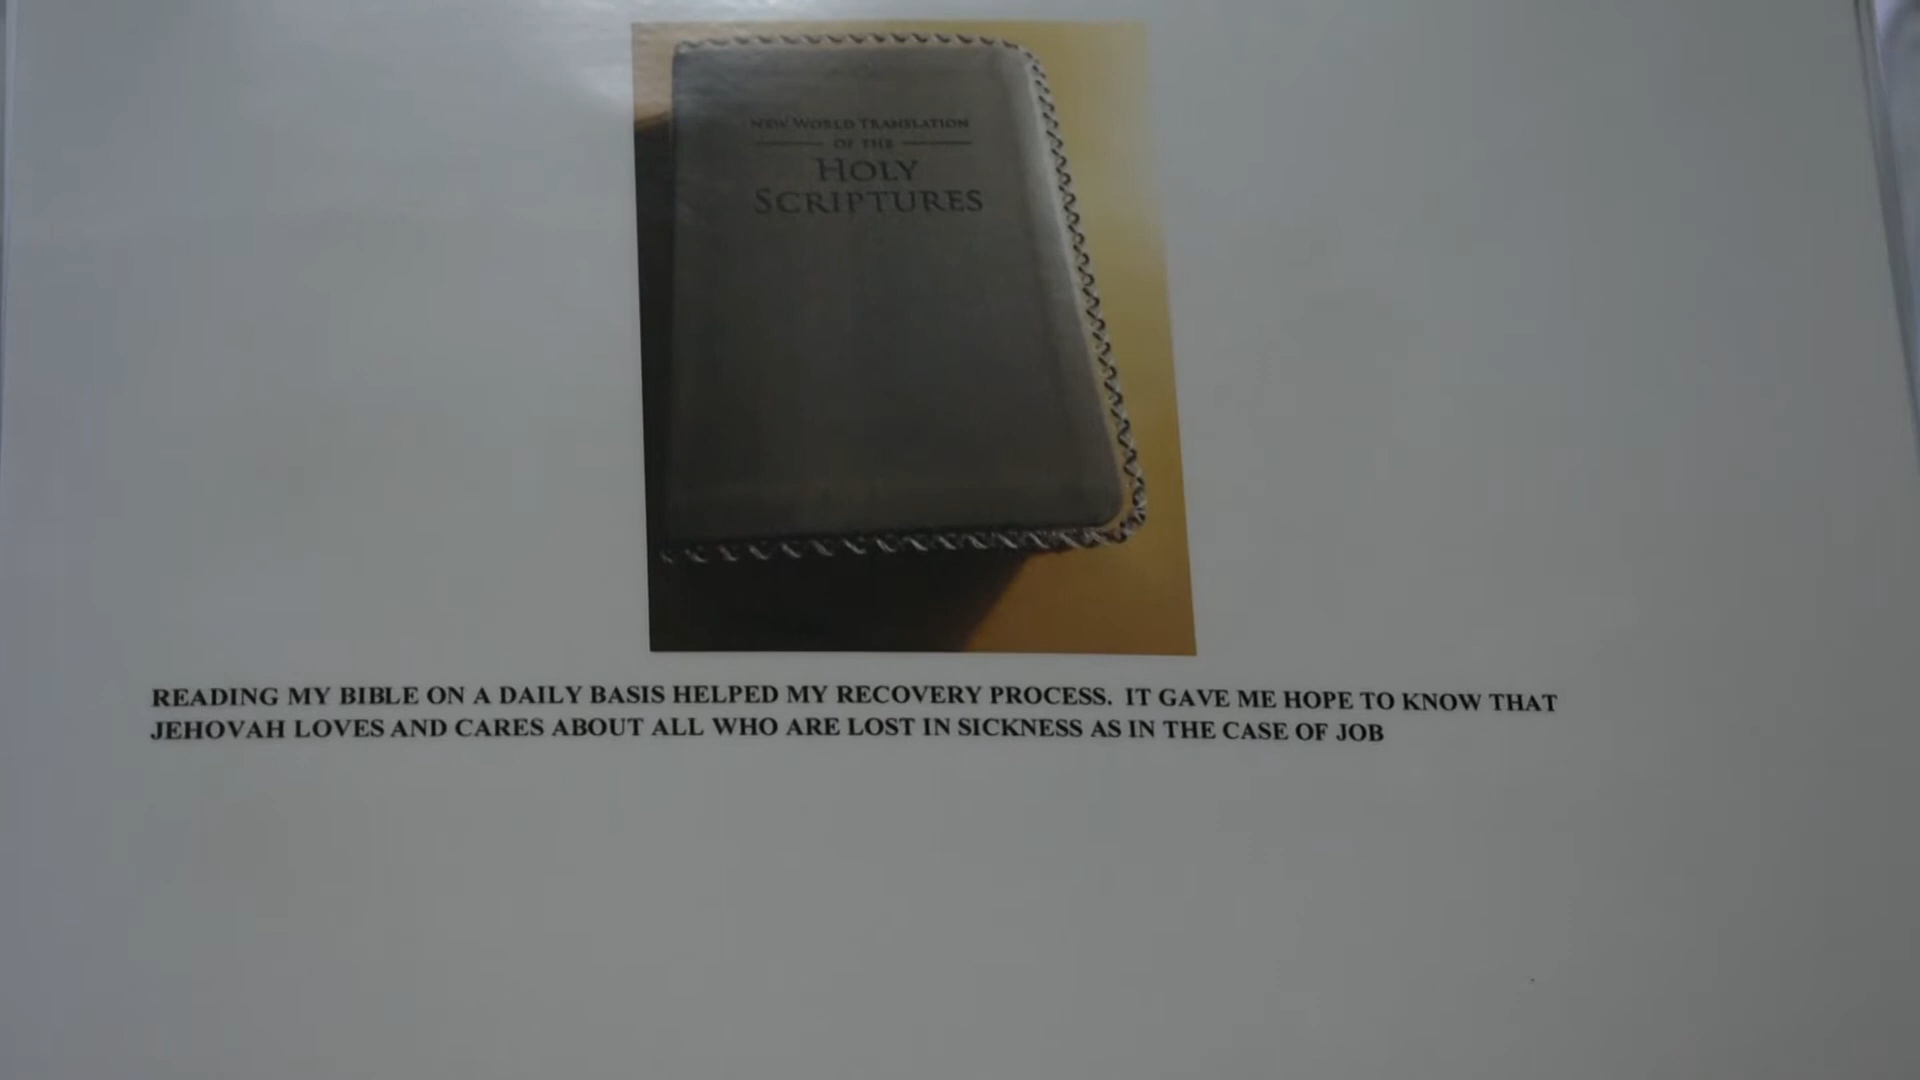 NEW WORLD TRANSLATION
OF THE
HOLY
SCRIPTURES
READING MY BIBLE ON A DAILY BASIS HELPED MY RECOVERY PROCESS. IT GAVE ME HOPE TO KNOW THAT
JEHOVAH LOVES AND CARES ABOUT ALL WHO ARE LOST IN SICKNESS AS IN THE CASE OF JOB